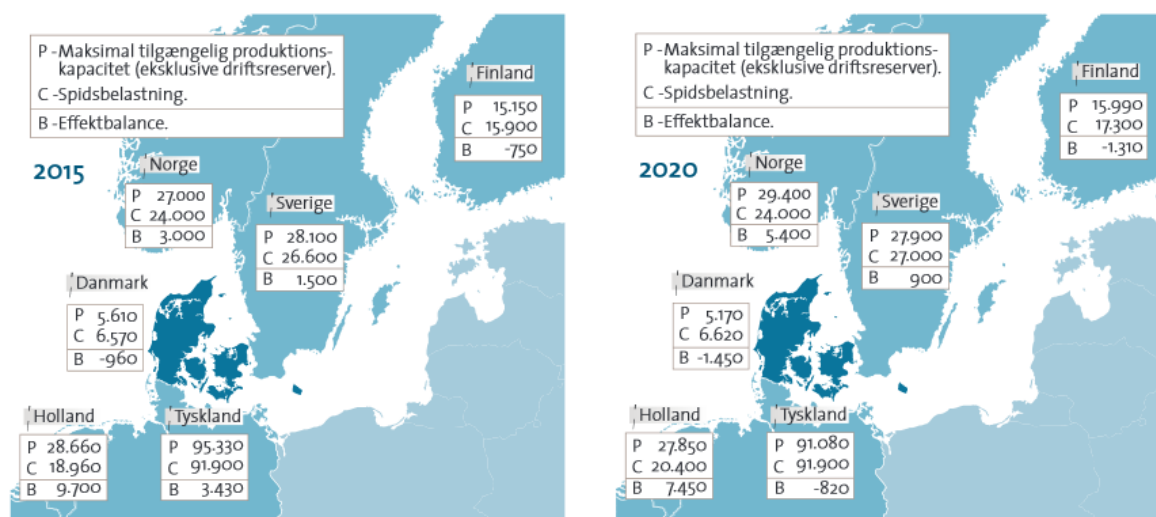 P - Maksimal tilgængelig produktions-
kapacitet (eksklusive driftsreserver).
C - Spidsbelastning.
B - Effektbalance.
2015
Finland
P 15.150
C 15.900
B -750
Norge
P 27.000
C 24.000
B 3.000
Sverige
P 28.100
C 26.600
B 1.500
Danmark
P 5.610
C 6.570
B -960
Holland
P 28.660
C 18.960
B 9.700
Tyskland
P 95.330
C 91.900
B 3.430
P - Maksimal tilgængelig produktions-
kapacitet (eksklusive driftsreserver).
C - Spidsbelastning.
B - Effektbalance.
2020
Finland
P 15.990
C 17.300
B -1.310
Norge
P 29.400
C 24.000
B 5.400
Sverige
P 27.900
C 27.000
B 900
Danmark
P 5.170
C 6.620
B -1.450
Holland
P 27.850
C 20.400
B 7.450
Tyskland
P 91.080
C 91.900
B -820